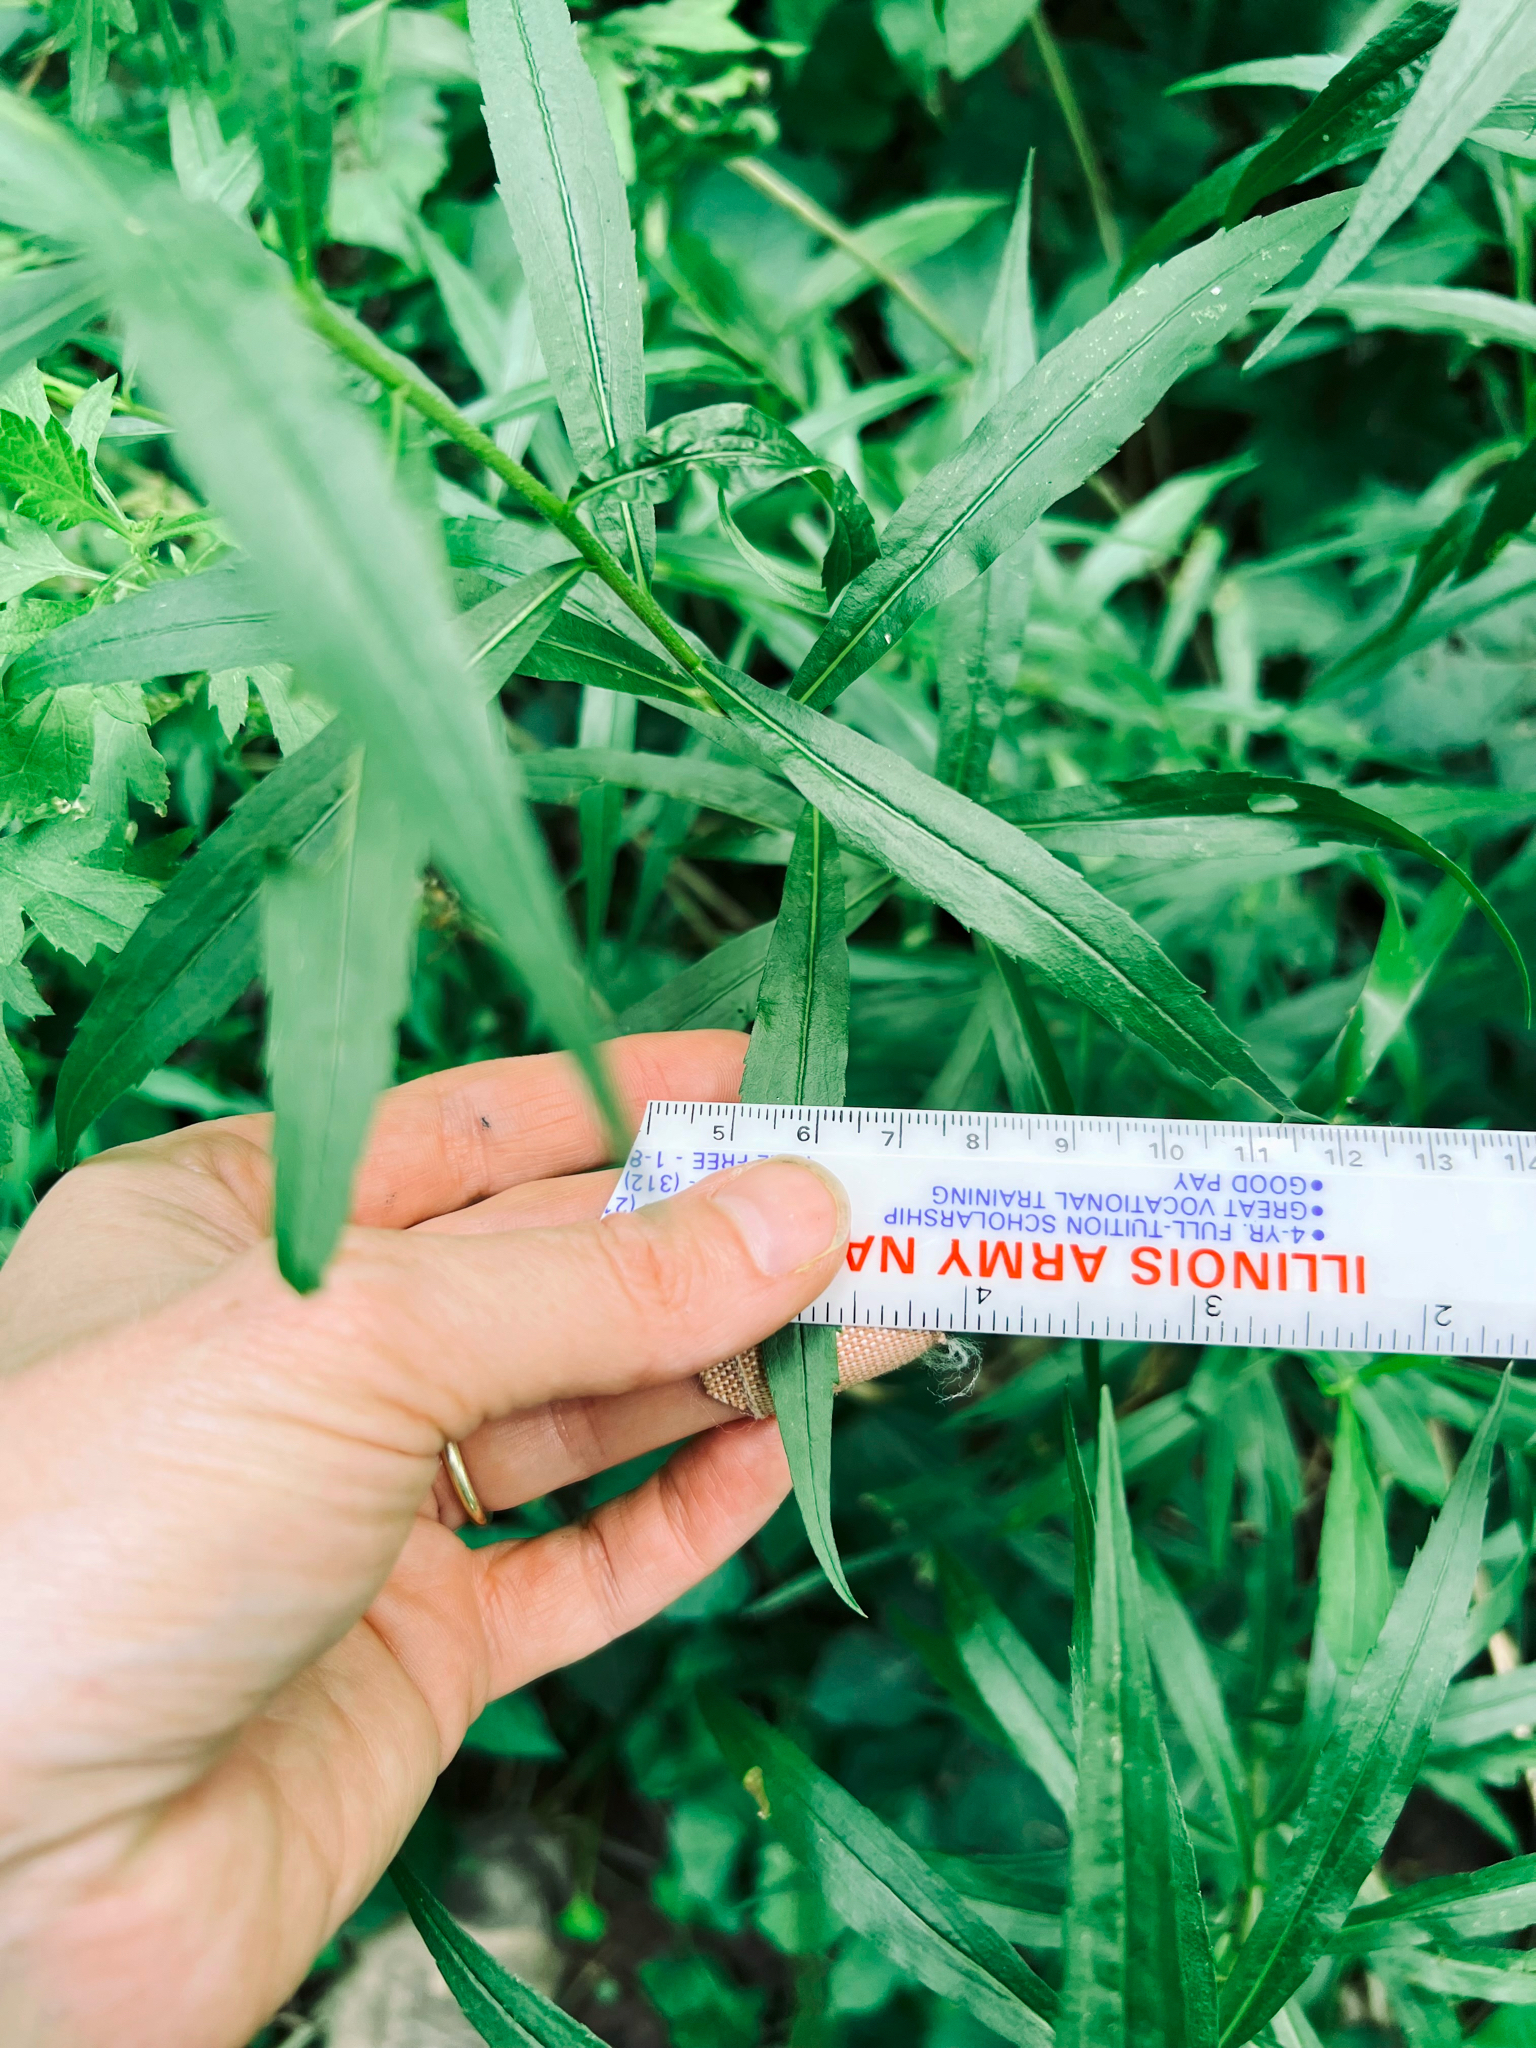 5 6 7 8 9 10 11 12 13 14
FREE - 1-8
(312)
• GOOD PAY
• GREAT VOCATIONAL TRAINING
• 4-YR. FULL-TUITION SCHOLARSHIP
ILLINOIS ARMY NA
4 3 2